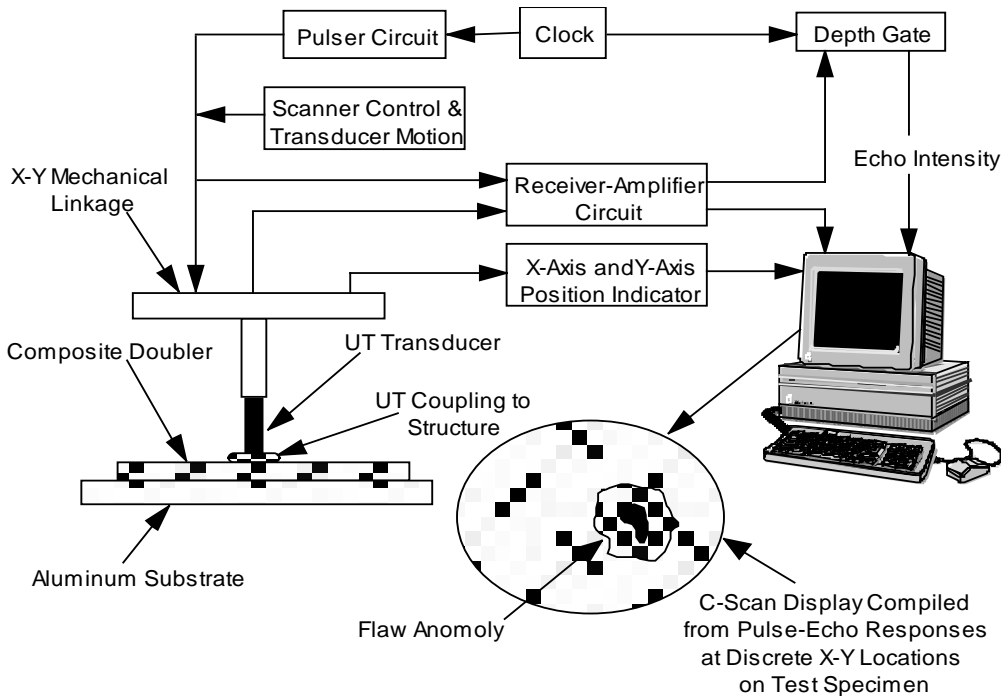 Pulser Circuit
Clock
Depth Gate
Scanner Control &
Transducer Motion
X-Y Mechanical
Linkage
Receiver-Amplifier
Circuit
Echo Intensity
X-Axis and Y-Axis
Position Indicator
Composite Doubler
UT Transducer
UT Coupling to
Structure
Aluminum Substrate
Flaw Anomoly
C-Scan Display Compiled
from Pulse-Echo Responses
at Discrete X-Y Locations
on Test Specimen